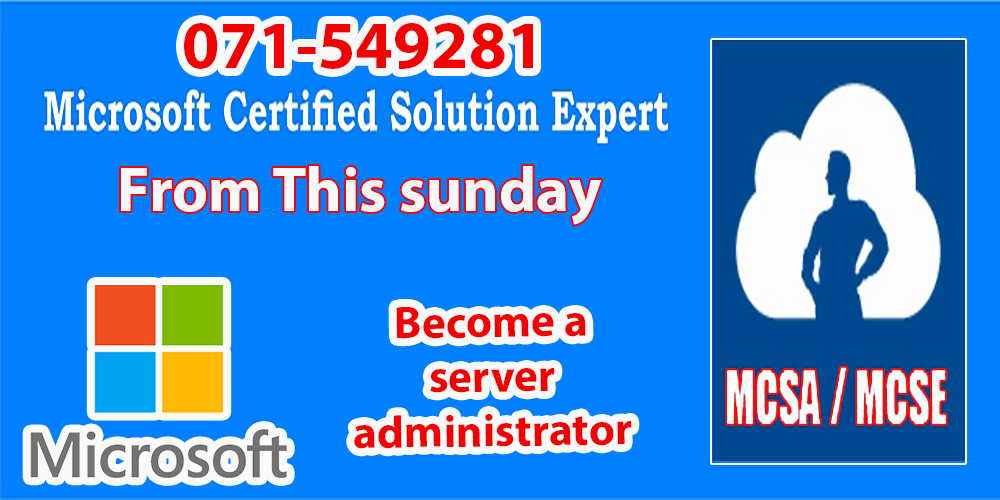 071-549281
Microsoft Certified Solution Expert
From This sunday
Microsoft
Become a
server
administrator
MCSA / MCSE